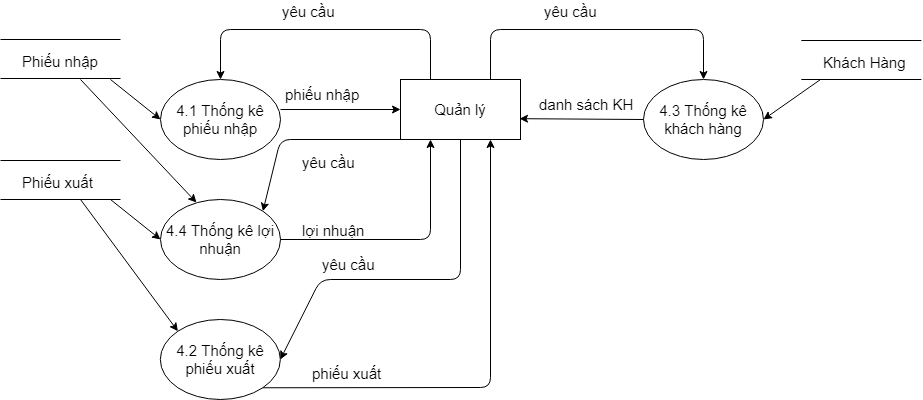 yêu cầu
yêu cầu
Phiếu nhập
Khách Hàng
phiếu nhập
4.1 Thống kê
phiếu nhập
Quản lý
danh sách KH
4.3 Thống kê
khách hàng
yêu cầu
Phiếu xuất
4.4 Thống kê lợi
nhuận
lợi nhuận
yêu cầu
4.2 Thống kê
phiếu xuất
phiếu xuất